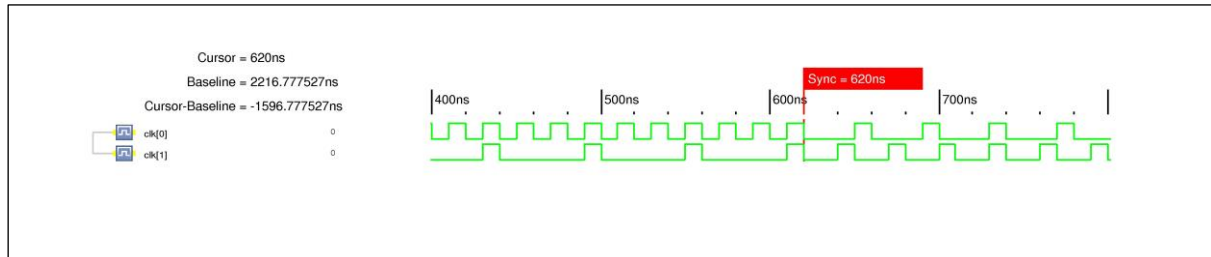 Cursor = 620ns
Baseline = 2216.777527ns
Cursor-Baseline = -1596.777527ns
Sync = 620ns
400ns 500ns 600ns 700ns
clk[0] 0
clk[1] 0